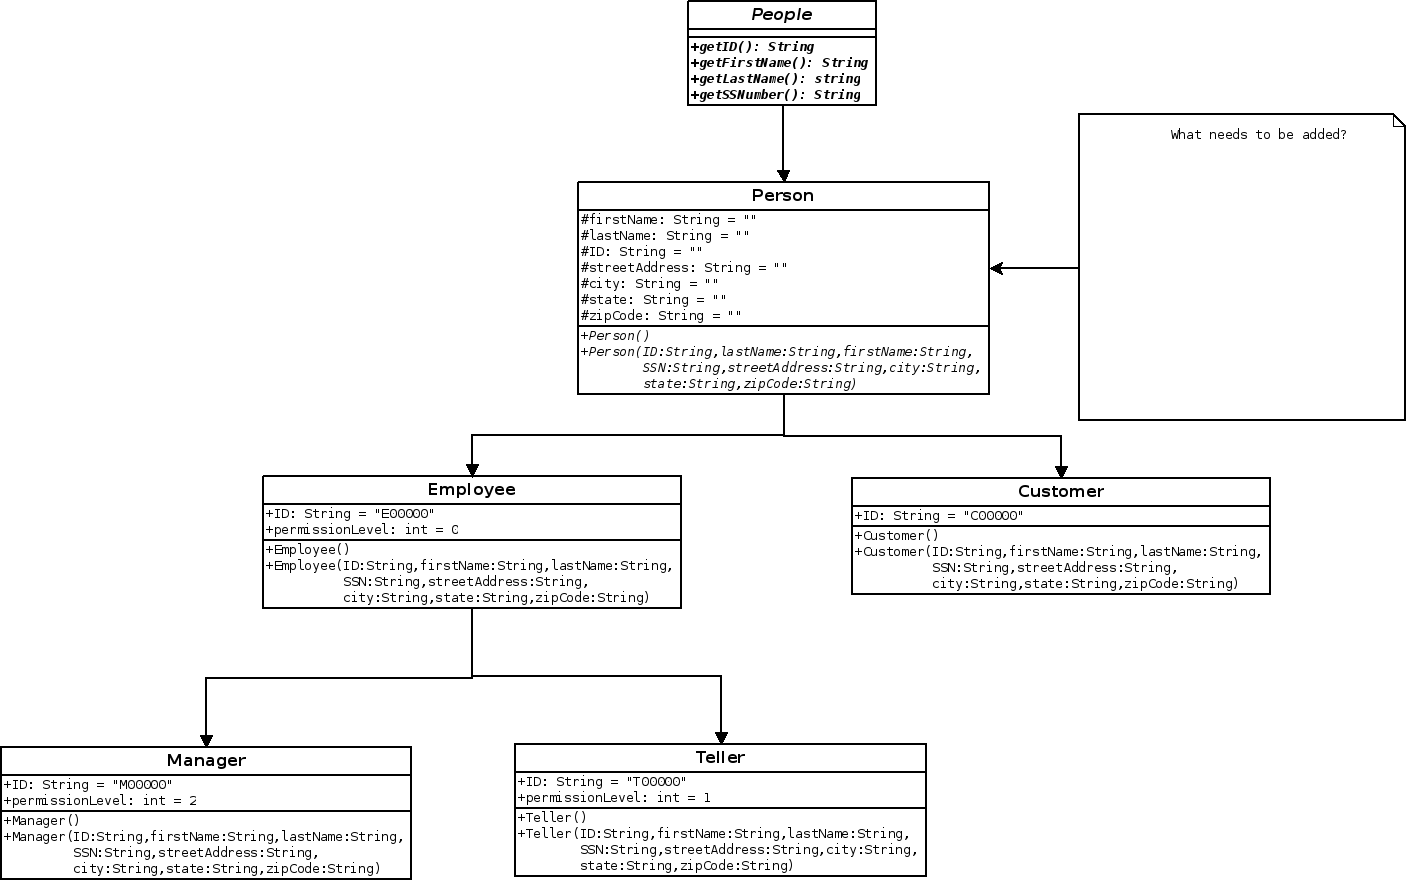 People
+getID(): String
+getFirstName(): String
+getLastName(): string
+getSSNumber(): String
What needs to be added?
Person
#firstName: String = ""
#lastName: String = ""
#ID: String = ""
#streetAddress: String = ""
#city: String = ""
#state: String = ""
#zipCode: String = ""
+Person()
+Person(ID:String,lastName:String,firstName:String,
SSN:String,streetAddress:String,city:String,
state:String,zipCode:String)
Employee
+ID: String = "E00000"
+permissionLevel: int = 0
+Employee()
+Employee(ID:String,firstName:String,lastName:String,
SSN:String,streetAddress:String,
city:String,state:String,zipCode:String)
Customer
+ID: String = "C00000"
+Customer()
+Customer(ID:String,firstName:String,lastName:String,
SSN:String,streetAddress:String,
city:String,state:String,zipCode:String)
Manager
+ID: String = "M00000"
+permissionLevel: int = 2
+Manager()
+Manager(ID:String,firstName:String,lastName:String,
SSN:String,streetAddress:String,
city:String,state:String,zipCode:String)
Teller
+ID: String = "T00000"
+permissionLevel: int = 1
+Teller()
+Teller(ID:String,firstName:String,lastName:String,
SSN:String,streetAddress:String,city:String,
state:String,zipCode:String)